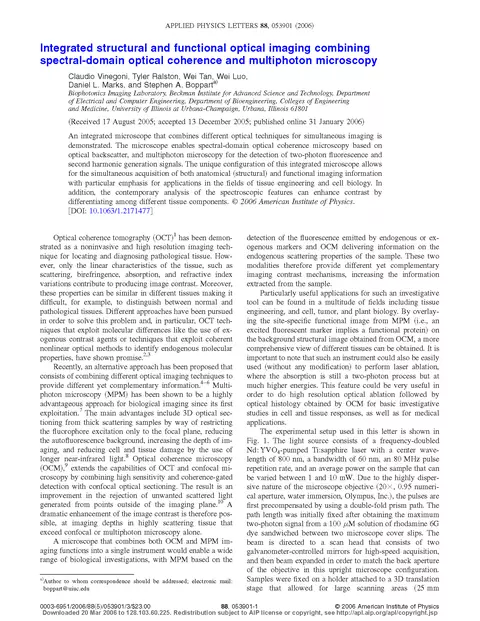 APPLIED PHYSICS LETTERS 88, 053901 (2006)
Integrated structural and functional optical imaging combining
spectral-domain optical coherence and multiphoton microscopy
Claudio Vinegoni, Tyler Ralston, Wei Tan, Wei Luo,
Daniel L. Marks, and Stephen A. Boppart a)
Biophotonics Imaging Laboratory, Beckman Institute for Advanced Science and Technology, Department
of Electrical and Computer Engineering, Department of Bioengineering, Colleges of Engineering
and Medicine, University of Illinois at Urbana-Champaign, Urbana, Illinois 61801
(Received 17 August 2005; accepted 13 December 2005; published online 31 January 2006)
An integrated microscope that combines different optical techniques for simultaneous imaging is
demonstrated. The microscope enables spectral-domain optical coherence microscopy based on
optical backscatter, and multiphoton microscopy for the detection of two-photon fluorescence and
second harmonic generation signals. The unique configuration of this integrated microscope allows
for the simultaneous acquisition of both anatomical (structural) and functional imaging information
with particular emphasis for applications in the fields of tissue engineering and cell biology. In
addition, the contemporary analysis of the spectroscopic features can enhance contrast by
differentiating among different tissue components. © 2006 American Institute of Physics.
[DOI: 10.1063/1.2171477]
Optical coherence tomography (OCT)1 has been demon-
strated as a noninvasive and high resolution imaging tech-
nique for locating and diagnosing pathological tissue. How-
ever, only the linear characteristics of the tissue, such as
scattering, birefringence, absorption, and refractive index
variations contribute to producing image contrast. Moreover,
these properties can be similar in different tissues making it
difficult, for example, to distinguish between normal and
pathological tissues. Different approaches have been pursued
in order to solve this problem and, in particular, OCT tech-
niques that exploit molecular differences like the use of ex-
ogenous contrast agents or techniques that exploit coherent
nonlinear optical methods to identify endogenous molecular
properties, have shown promise.2,3
Recently, an alternative approach has been proposed that
consists of combining different optical imaging techniques to
provide different yet complementary information.4–6 Multi-
photon microscopy (MPM) has been shown to be a highly
advantageous approach for biological imaging since its first
exploitation.7 The main advantages include 3D optical sec-
tioning from thick scattering samples by way of restricting
the fluorophore excitation only to the focal plane, reducing
the autofluorescence background, increasing the depth of im-
aging, and reducing cell and tissue damage by the use of
longer near-infrared light.8 Optical coherence microscopy
(OCM),9 extends the capabilities of OCT and confocal mi-
croscopy by combining high sensitivity and coherence-gated
detection with confocal optical sectioning. The result is an
improvement in the rejection of unwanted scattered light
generated from points outside of the imaging plane.10 A
dramatic enhancement of the image contrast is therefore pos-
sible, at imaging depths in highly scattering tissue that
exceed confocal or multiphoton microscopy alone.
A microscope that combines both OCM and MPM im-
aging functions into a single instrument would enable a wide
range of biological investigations, with MPM based on the
a)Author to whom correspondence should be addressed; electronic mail:
boppart@uiuc.edu
detection of the fluorescence emitted by endogenous or ex-
ogenous markers and OCM delivering information on the
endogenous scattering properties of the sample. These two
modalities therefore provide different yet complementary
imaging contrast mechanisms, increasing the information
extracted from the sample.
Particularly useful applications for such an investigative
tool can be found in a multitude of fields including tissue
engineering, and cell, tumor, and plant biology. By overlay-
ing the site-specific functional image from MPM (i.e., an
excited fluorescent marker implies a functional protein) on
the background structural image obtained from OCM, a more
comprehensive view of different tissues can be obtained. It is
important to note that such an instrument could also be easily
used (without any modification) to perform laser ablation,
where the absorption is still a two-photon process but at
much higher energies. This feature could be very useful in
order to do high resolution optical ablation followed by
optical histology obtained by OCM for basic investigative
studies in cell and tissue responses, as well as for medical
applications.
The experimental setup used in this letter is shown in
Fig. 1. The light source consists of a frequency-doubled
Nd:YVO4-pumped Ti:sapphire laser with a center wave-
length of 800 nm, a bandwidth of 60 nm, an 80 MHz pulse
repetition rate, and an average power on the sample that can
be varied between 1 and 10 mW. Due to the highly disper-
sive nature of the microscope objective (20×, 0.95 numeri-
cal aperture, water immersion, Olympus, Inc.), the pulses are
first precompensated by using a double-fold prism path. The
path length was initially fixed after obtaining the maximum
two-photon signal from a 100 μM solution of rhodamine 6G
dye sandwiched between two microscope cover slips. The
beam is directed to a scan head that consists of two
galvanometer-controlled mirrors for high-speed acquisition,
and then beam expanded in order to match the back aperture
of the objective in this upright microscope configuration.
Samples were fixed on a holder attached to a 3D translation
stage that allowed for large scanning areas (25 mm
0003-6951/2006/88(5)/053901/3/$23.00
88, 053901-1
© 2006 American Institute of Physics
Downloaded 20 Mar 2006 to 128.103.60.225. Redistribution subject to AIP license or copyright, see http://apl.aip.org/apl/copyright.jsp